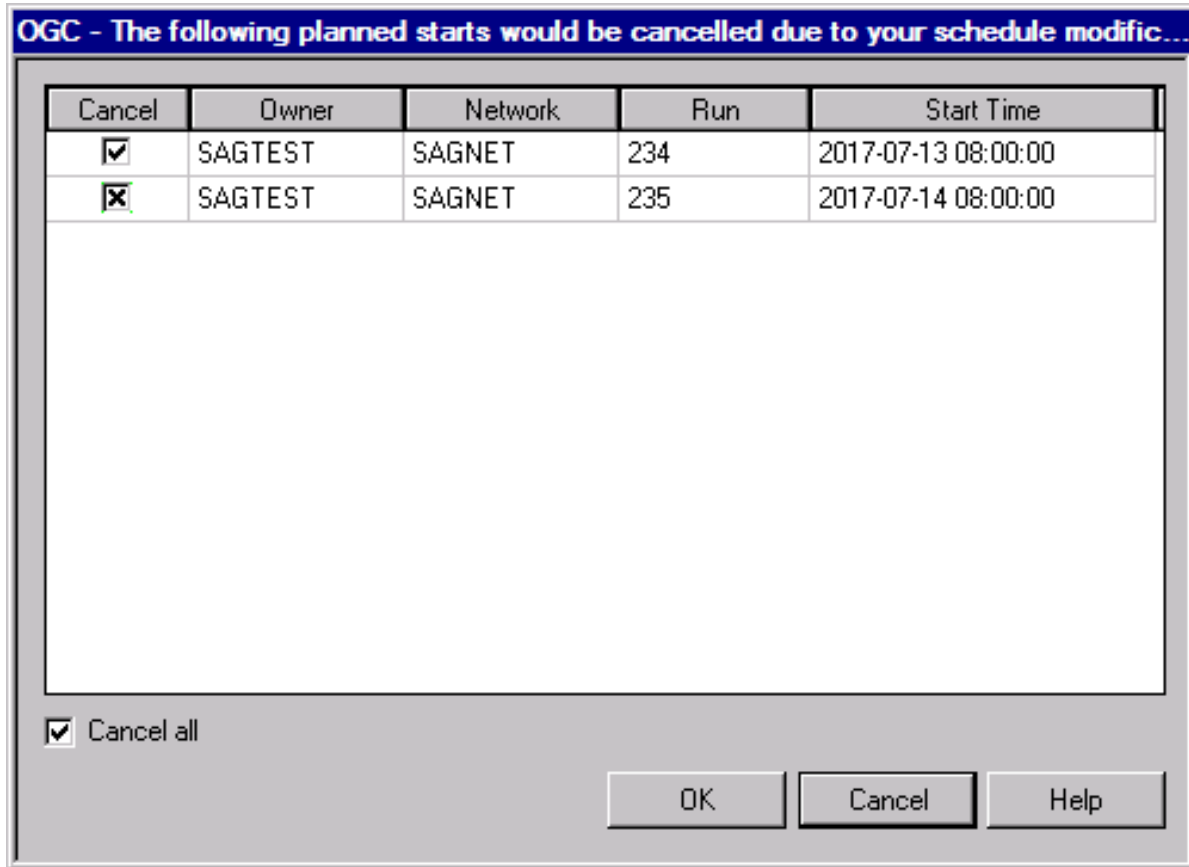 OGC - The following planned starts would be cancelled due to your schedule modific...
Cancel Owner Network Run Start Time
SAGTEST SAGNET 234 2017-07-13 08:00:00
SAGTEST SAGNET 235 2017-07-14 08:00:00
Cancel all
OK Cancel Help